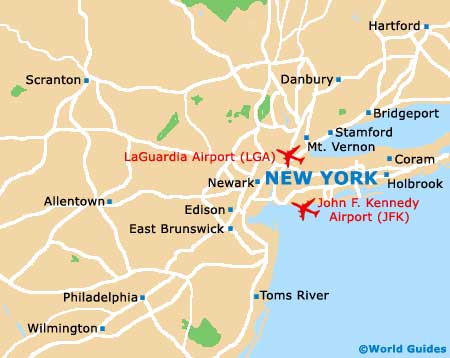 Hartford
Scranton
Danbury
Bridgeport
Stamford
Mt. Vernon
LaGuardia Airport (LGA)
Coram
Newark
NEW YORK
Holbrook
Allentown
Edison
John F. Kennedy
Airport (JFK)
East Brunswick
Philadelphia
Toms River
Wilmington
©World Guides